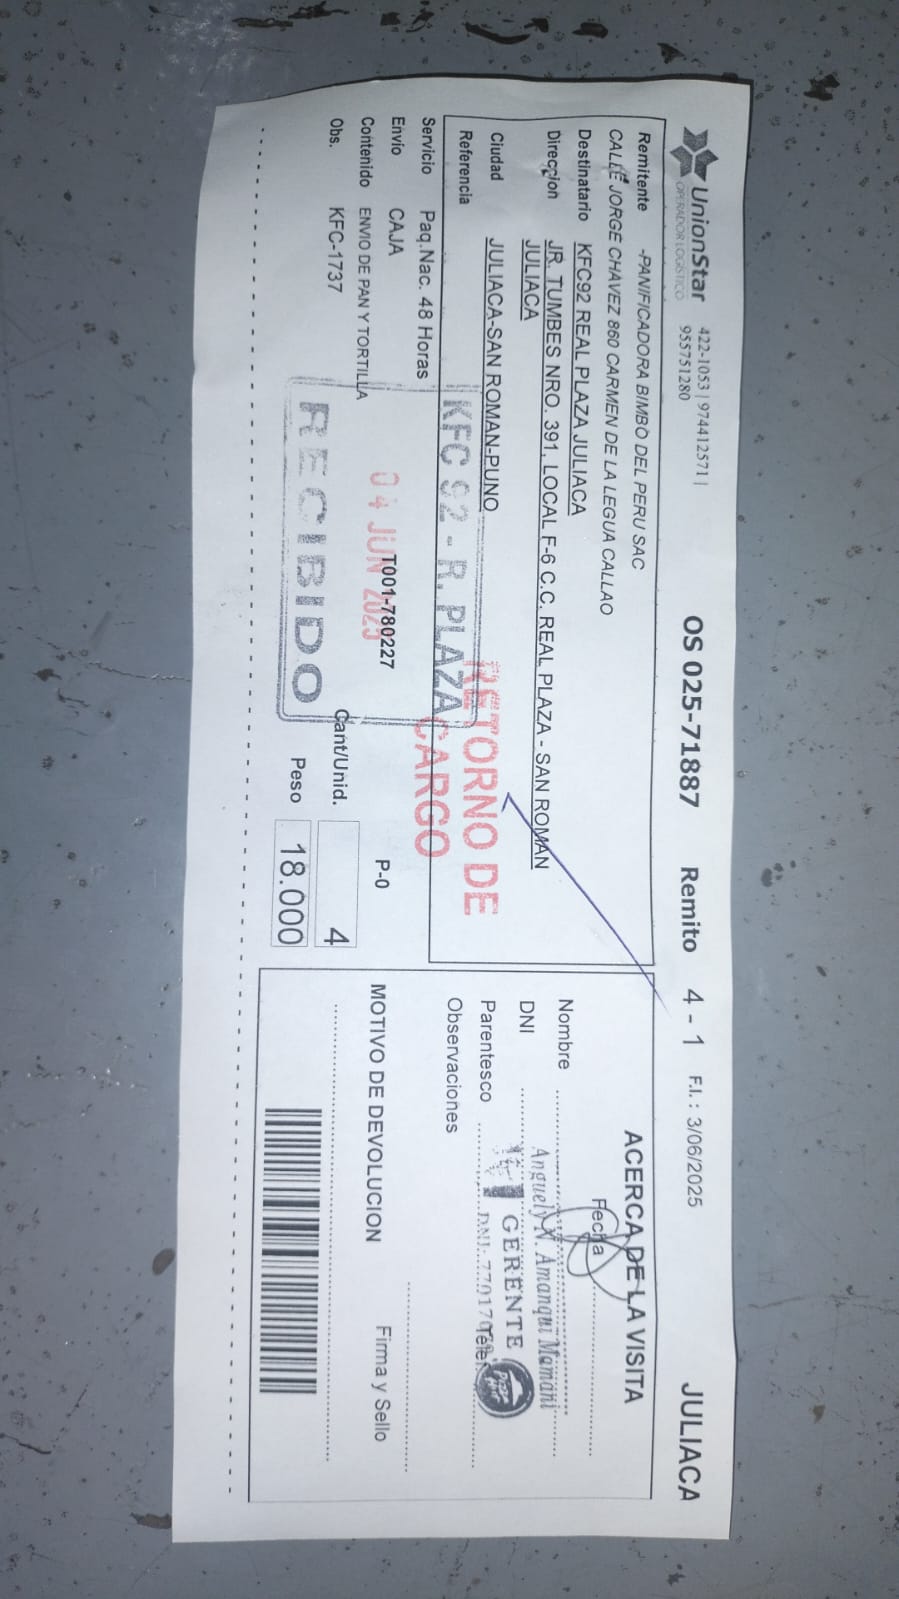 UnionStar
OPERADOR LOGISTICO
422-1053 | 974412571 |
955751280
OS 025-71887
Remito
4 - 1
F.I. : 3/06/2025
JULIACA
Remitente -PANIFICADORA BIMBO DEL PERU SAC
CALLE JORGE CHAVEZ 860 CARMEN DE LA LEGUA CALLAO
Destinatario KFC92 REAL PLAZA JULIACA
Direccion JR. TUMBES NRO. 391, LOCAL F-6 C.C. REAL PLAZA - SAN ROMAN
JULIACA
Ciudad JULIACA-SAN ROMAN-PUNO
Referencia
RETORNO DE
CARGO
KFC 92 - R. PLAZA
04 JUN 2025
RECIBIDO
Servicio Paq.Nac. 48 Horas
Envio CAJA
T001-780227
P-0
Contenido ENVIO DE PAN Y TORTILLA
Obs. KFC-1737
Cant/Unid. 4
Peso 18.000
ACERCA DE LA VISITA
Fecha
Nombre
Anguely N. Amanqui Mamani
DNI
GERENTE
Parentesco
DNI:
Observaciones
MOTIVO DE DEVOLUCION
Firma y Sello